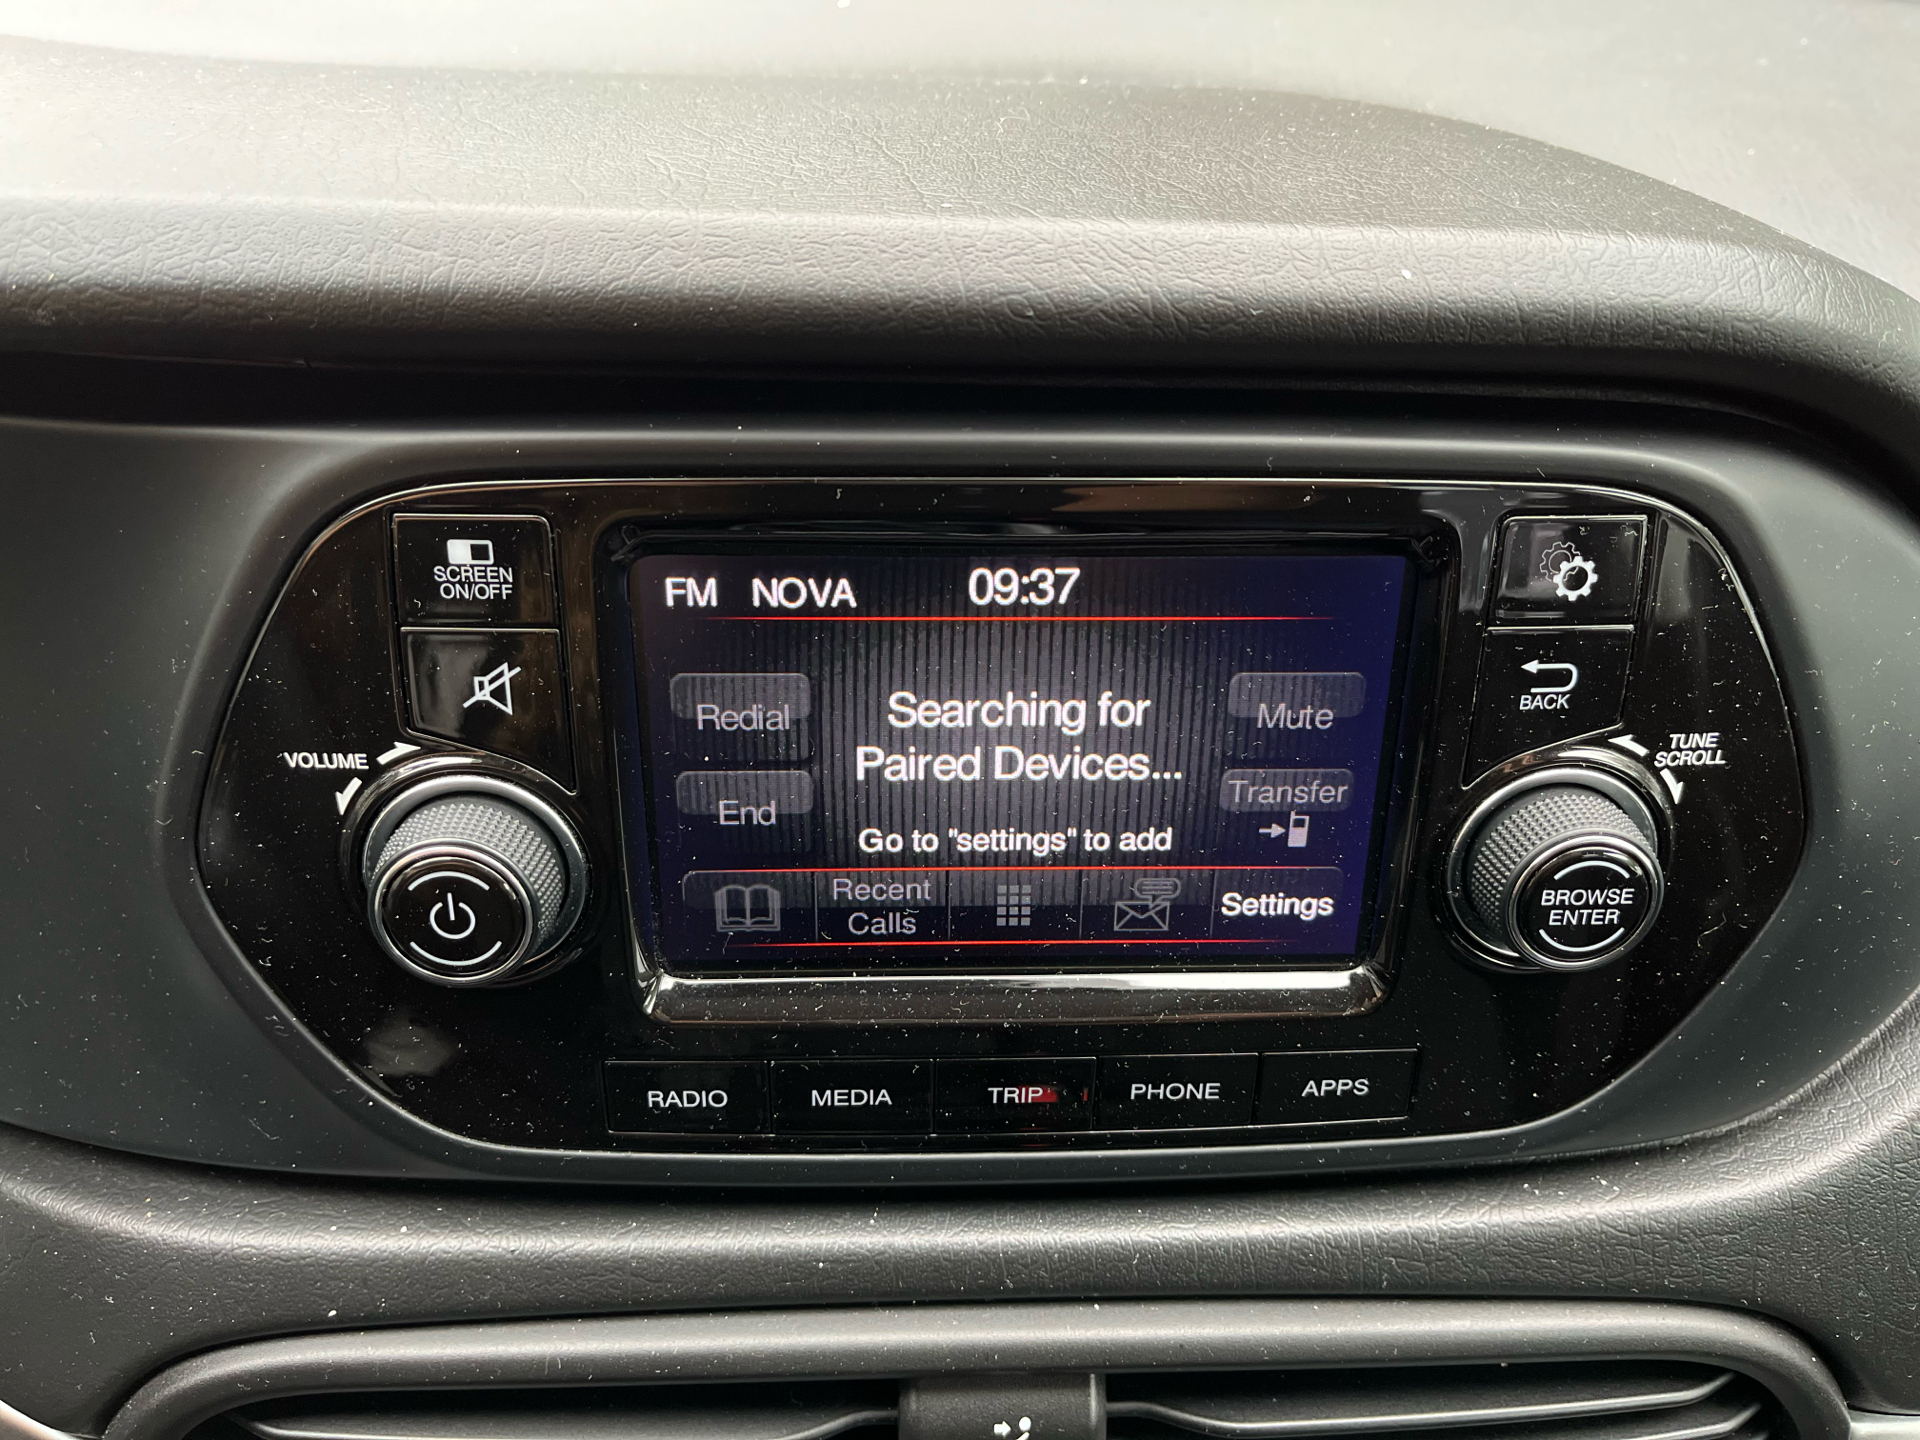 SCREEN
ON/OFF
VOLUME
FM NOVA 09:37
Redial
End
Searching for
Paired Devices...
Go to "settings" to add
Mute
Transfer
Recent
Calls
Settings
BACK
TUNE
SCROLL
BROWSE
ENTER
RADIO
MEDIA
TRIP
PHONE
APPS